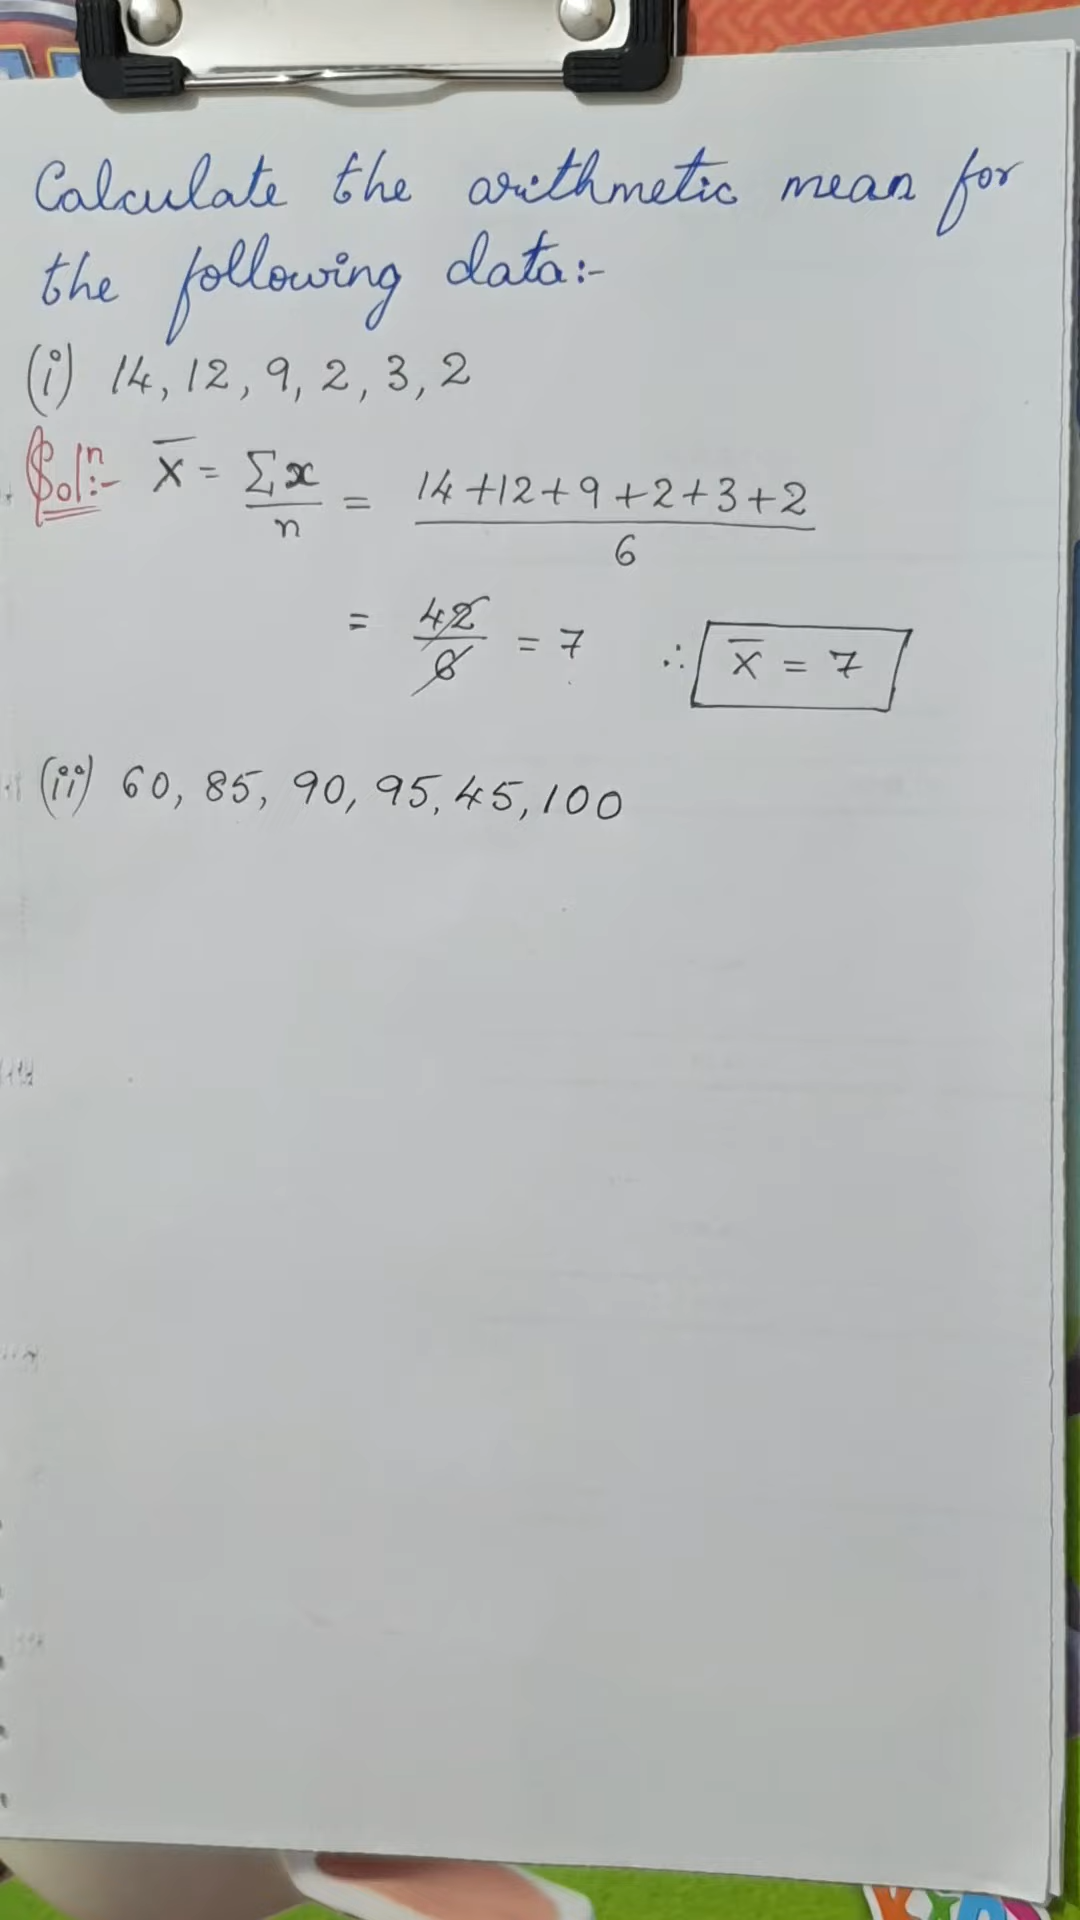 Calculate the arithmetic mean for
the following data:-
(i) 14, 12, 9, 2, 3, 2
Solⁿ:- X̅ = Σx/n = 14+12+9+2+3+2/6
= 42/6 = 7 ∴ X̅ = 7
(ii) 60, 85, 90, 95, 45, 100